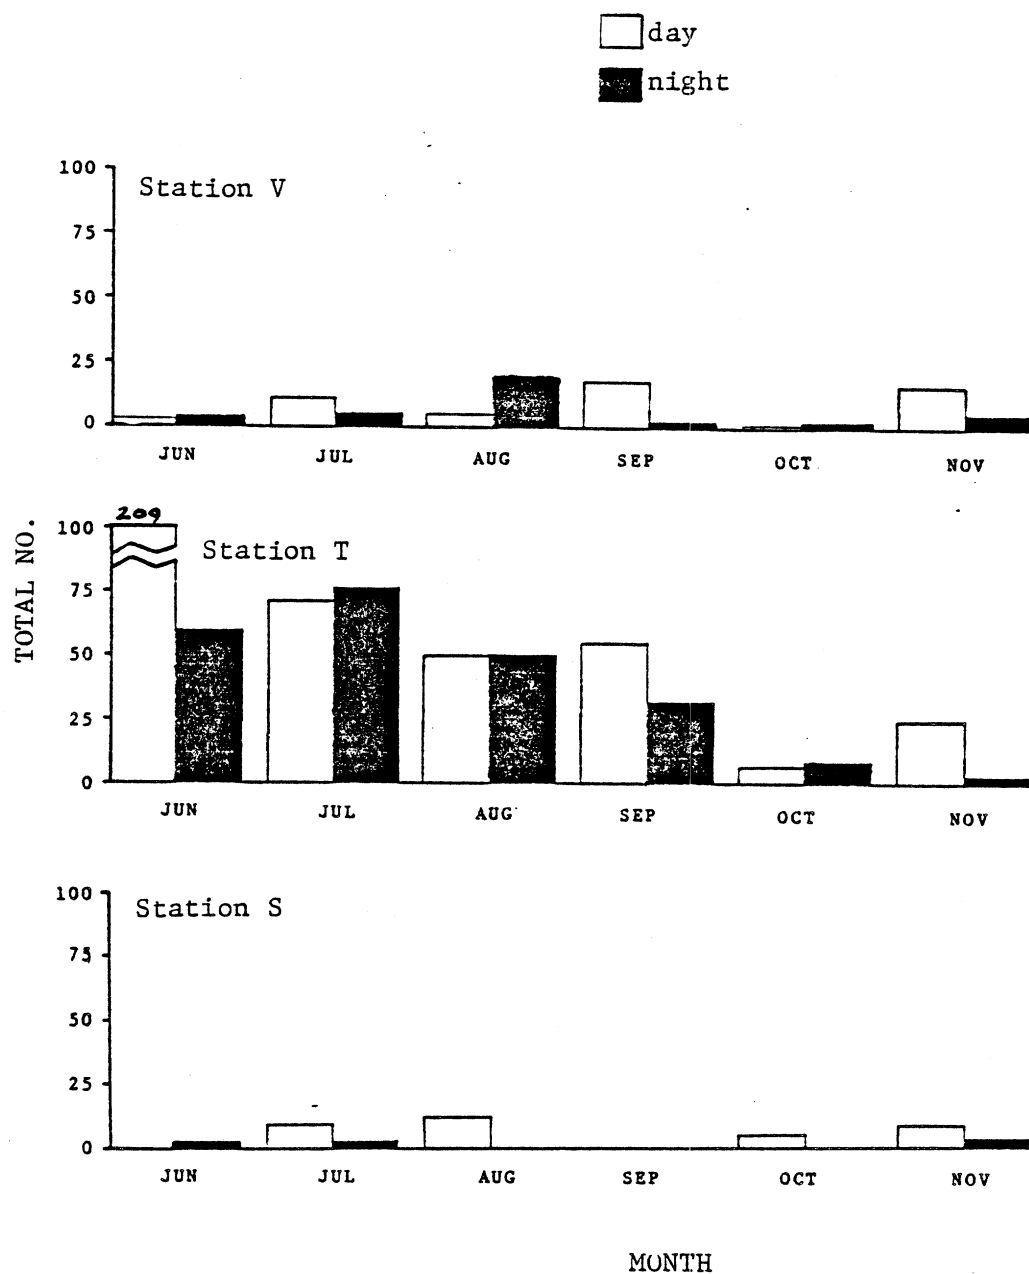 day
night
Station V
100
75
50
25
0
JUN JUL AUG SEP OCT NOV
TOTAL NO.
209
Station T
100
75
50
25
0
JUN JUL AUG SEP OCT NOV
Station S
100
75
50
25
0
JUN JUL AUG SEP OCT NOV
MONTH